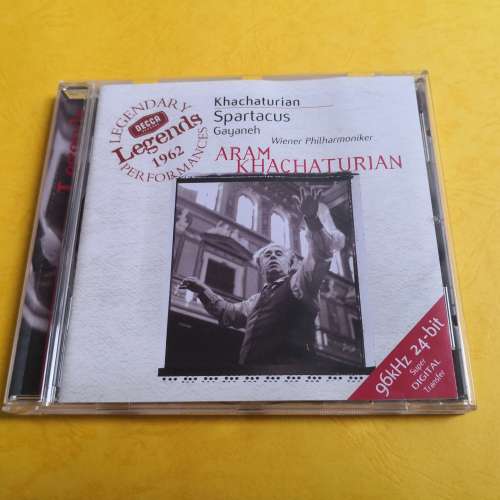 LEGENDARY
DECCA
Legends
1962
PERFORMANCES
Khachaturian
Spartacus
Gayaneh
Wiener Philharmoniker
ARAM
KHACHATURIAN
96kHz 24-bit
Super
DIGITAL
Transfer